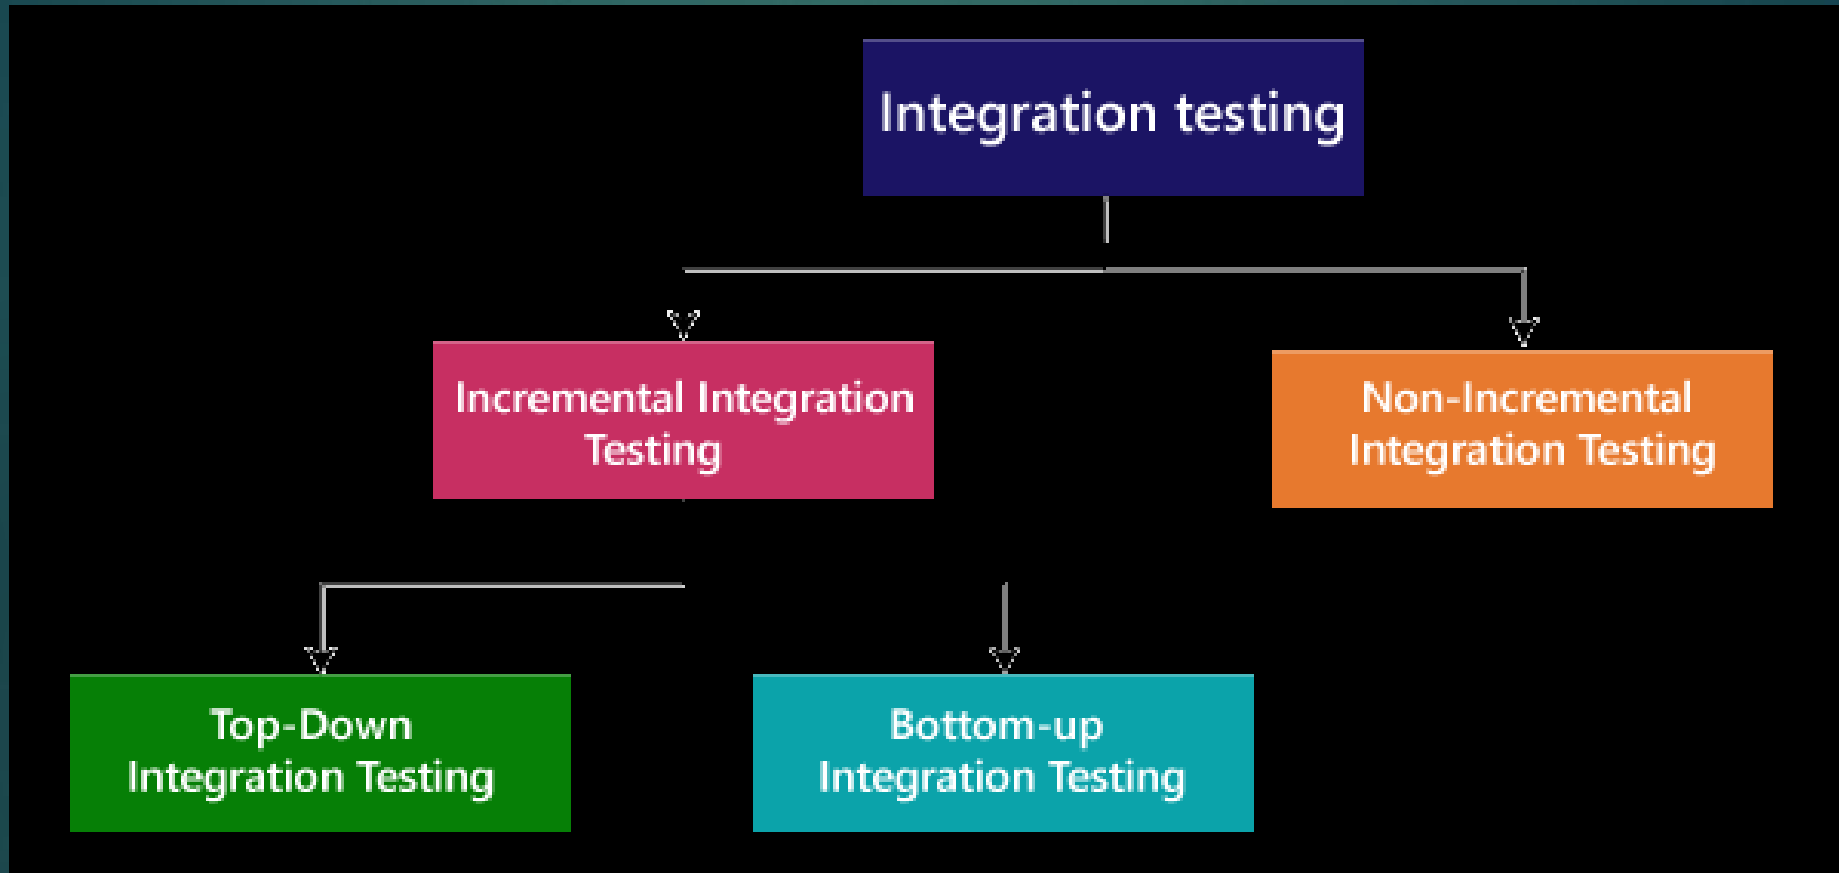 Integration testing
Incremental Integration
Testing
Non-Incremental
Integration Testing
Top-Down
Integration Testing
Bottom-up
Integration Testing